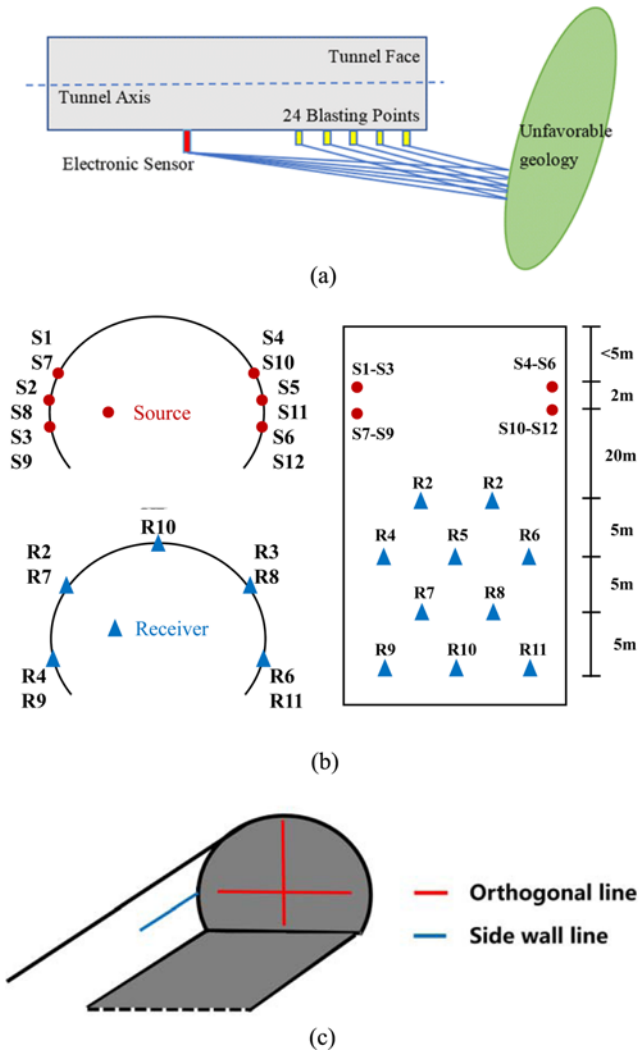 Tunnel Face
Tunnel Axis
24 Blasting Points
Electronic Sensor
Unfavorable
geology
(a)
S1
S7
S2
S8
S3
S9
S4
S10
S5
S11
S6
S12
Source
R10
R2
R7
R3
R8
Receiver
R4
R9
R6
R11
S1-S3
S4-S6
S7-S9
S10-S12
R2 R2
R4 R5 R6
R7 R8
R9 R10 R11
<5m
2m
20m
5m
5m
5m
(b)
Orthogonal line
Side wall line
(c)